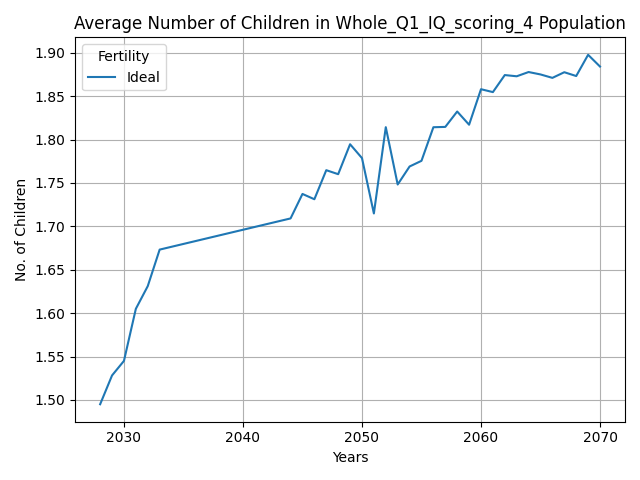 Average Number of Children in Whole_Q1_IQ_scoring_4 Population
Fertility
Ideal
1.90
1.85
1.80
1.75
1.70
1.65
1.60
1.55
1.50
No. of Children
2030 2040 2050 2060 2070
Years